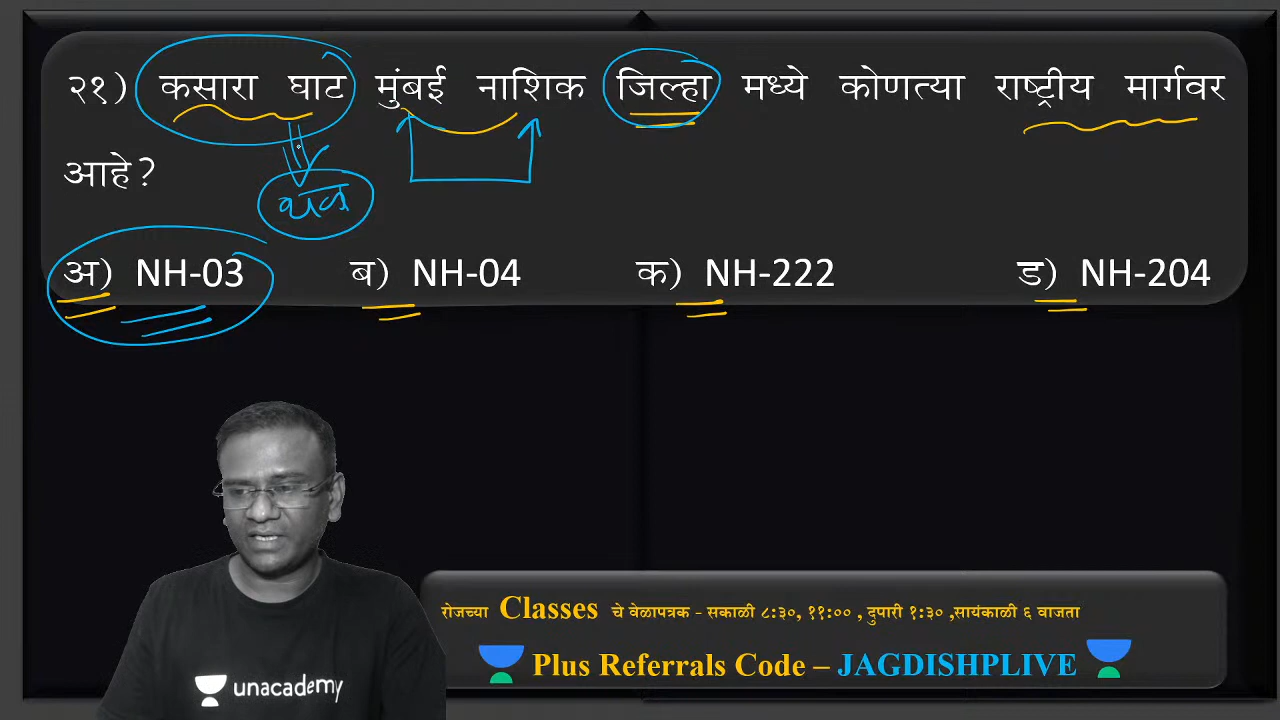 २१) कसारा घाट मुंबई नाशिक जिल्हा मध्ये कोणत्या राष्ट्रीय मार्गवर
आहे?
थळ
अ) NH-03 ब) NH-04 क) NH-222 ड) NH-204
रोजच्या Classes चे वेळापत्रक - सकाळी ८:३०, ११:०० , दुपारी १:३० ,सायंकाळी ६ वाजता
Plus Referrals Code – JAGDISHPLIVE
unacademy